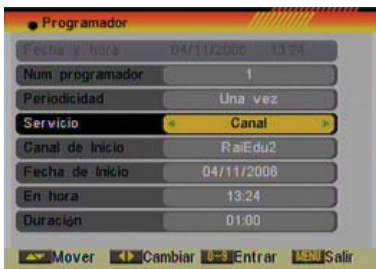 Programador
Fecha y hora 04/11/2006 13:24
Num programador 1
Periodicidad Una vez
Servicio Canal
Canal de Inicio RaiEdu2
Fecha de Inicio 04/11/2006
En hora 13:24
Duración 01:00
Mover Cambiar 0-9 Entrar MENU Salir